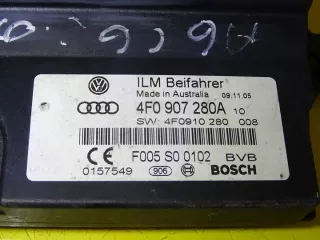 ILM Beifahrer
Made in Australia 09.11.05
4F0 907 280A 10
SW: 4F0910 280 008
CE F005 S0 0102 BVB
0157549 906 BOSCH